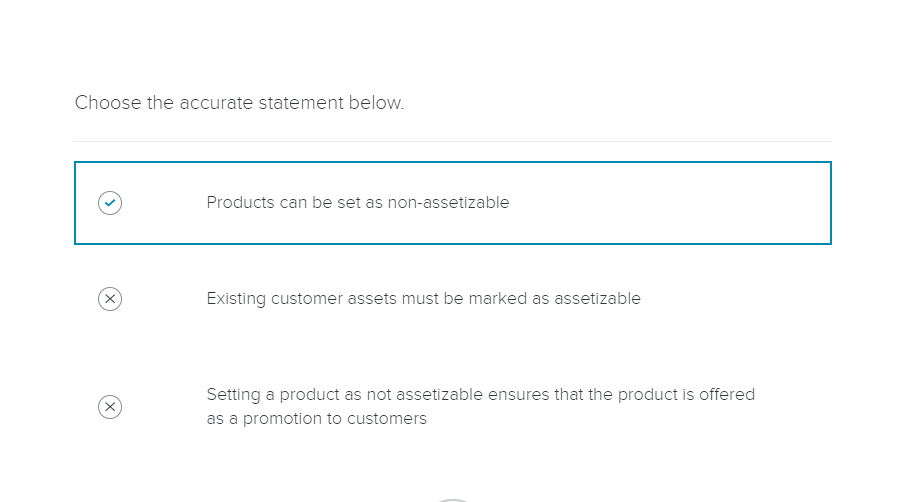 Choose the accurate statement below.
Products can be set as non-assetizable
Existing customer assets must be marked as assetizable
Setting a product as not assetizable ensures that the product is offered
as a promotion to customers